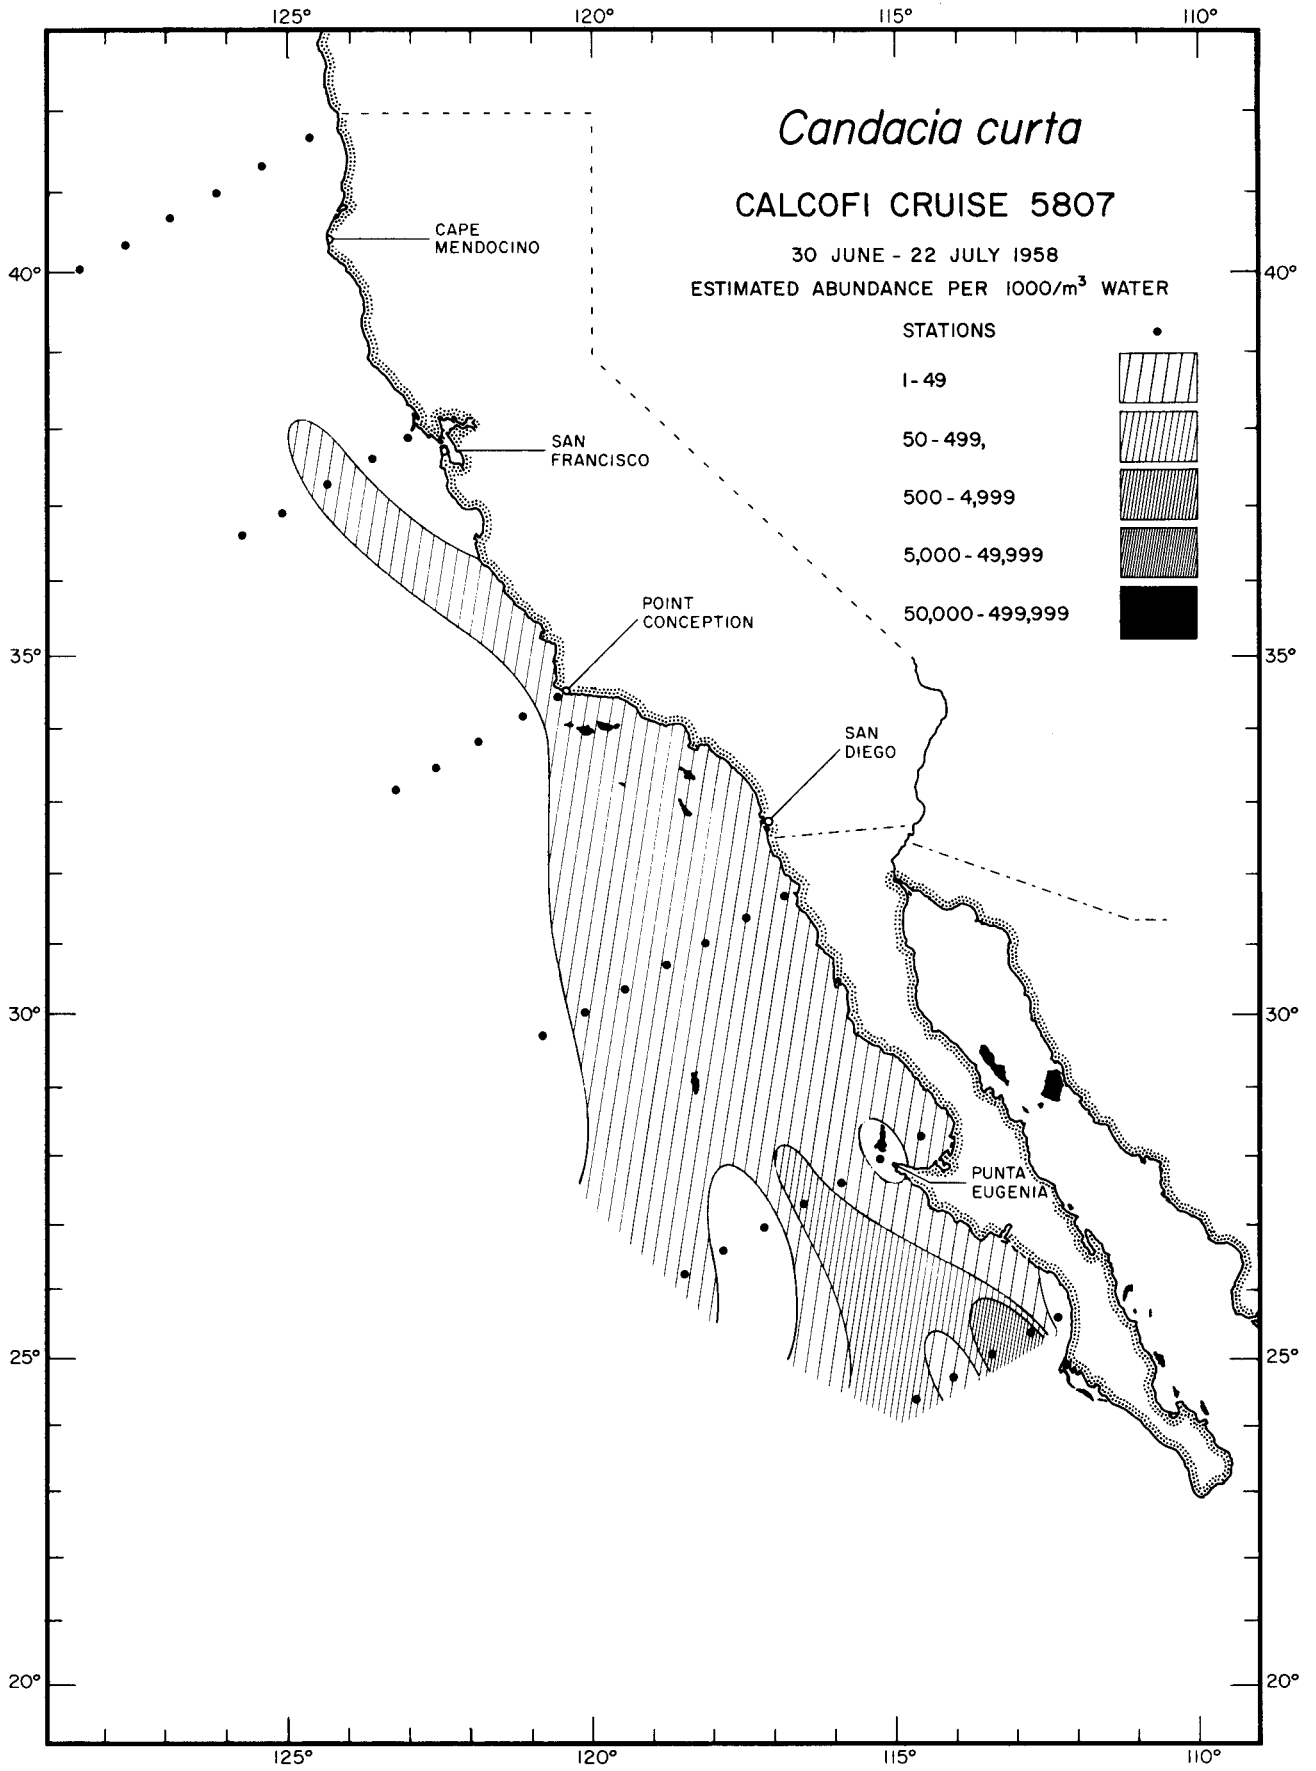 125° 120° 115° 110°
Candacia curta
CALCOFI CRUISE 5807
30 JUNE - 22 JULY 1958
ESTIMATED ABUNDANCE PER 1000/m³ WATER
STATIONS
1-49
50-499,
500-4,999
5,000-49,999
50,000-499,999
CAPE
MENDOCINO
40° 40°
SAN
FRANCISCO
POINT
CONCEPTION
35° 35°
SAN
DIEGO
30° 30°
PUNTA
EUGENIA
25° 25°
20° 20°
125° 120° 115° 110°